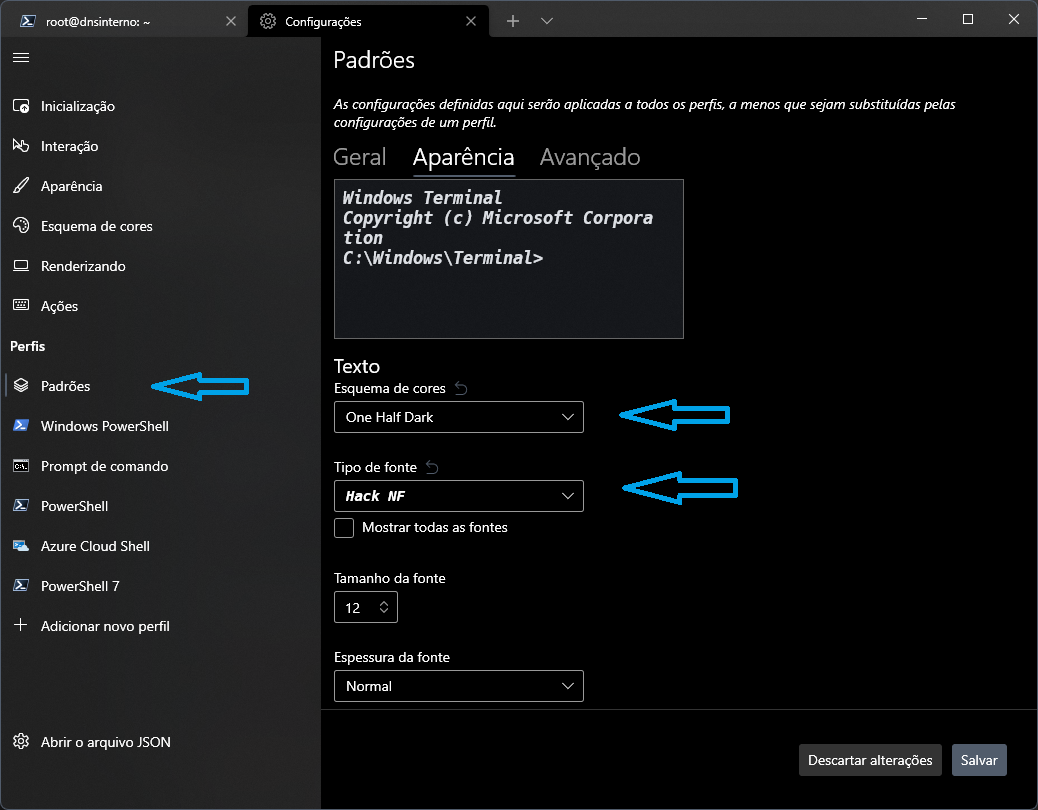 root@dnsinterno: ~
Configurações
Inicialização
Interação
Aparência
Esquema de cores
Renderizando
Ações
Perfis
Padrões
Windows PowerShell
Prompt de comando
PowerShell
Azure Cloud Shell
PowerShell 7
Adicionar novo perfil
Abrir o arquivo JSON
Padrões
As configurações definidas aqui serão aplicadas a todos os perfis, a menos que sejam substituídas pelas
configurações de um perfil.
Geral Aparência Avançado
Windows Terminal
Copyright (c) Microsoft Corpora
tion
C:\Windows\Terminal>
Texto
Esquema de cores
One Half Dark
Tipo de fonte
Hack NF
Mostrar todas as fontes
Tamanho da fonte
12
Espessura da fonte
Normal
Descartar alterações
Salvar